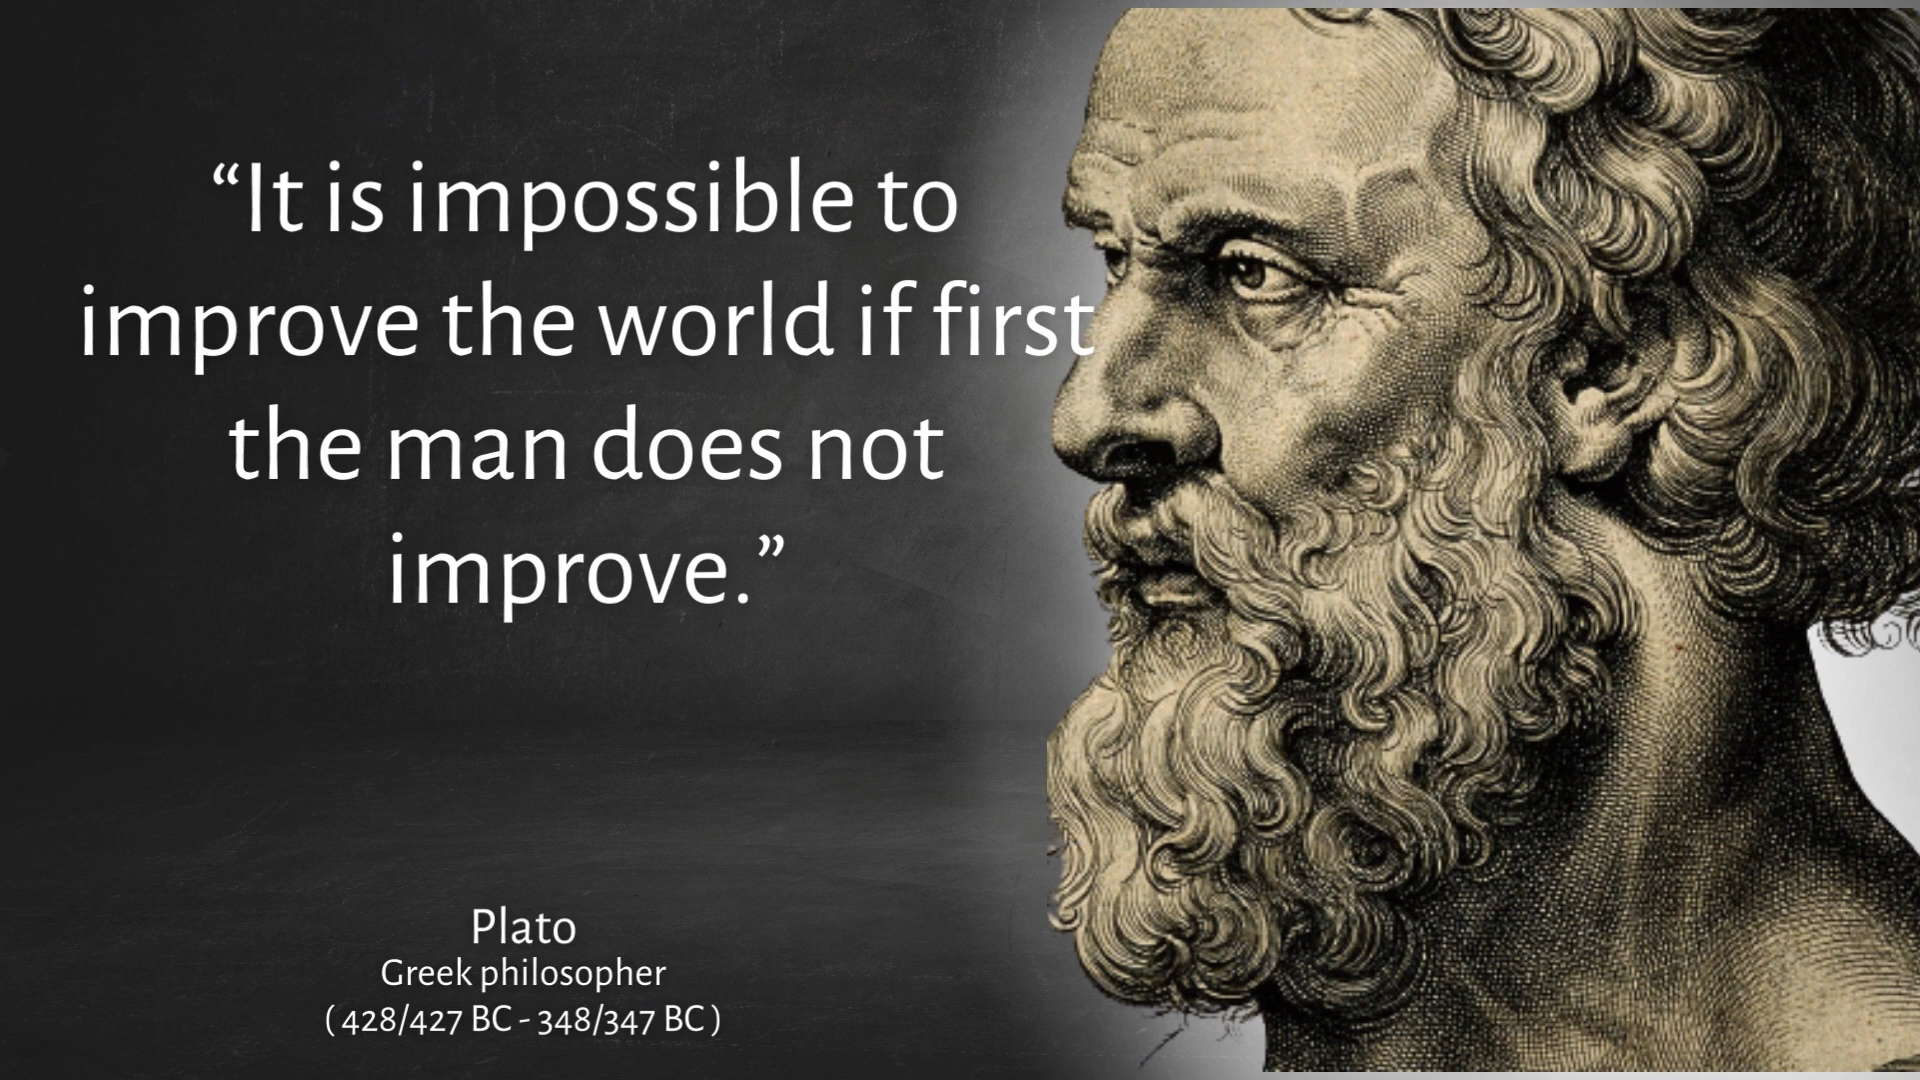 “It is impossible to
improve the world if first
the man does not
improve.”
Plato
Greek philosopher
( 428/427 BC - 348/347 BC )